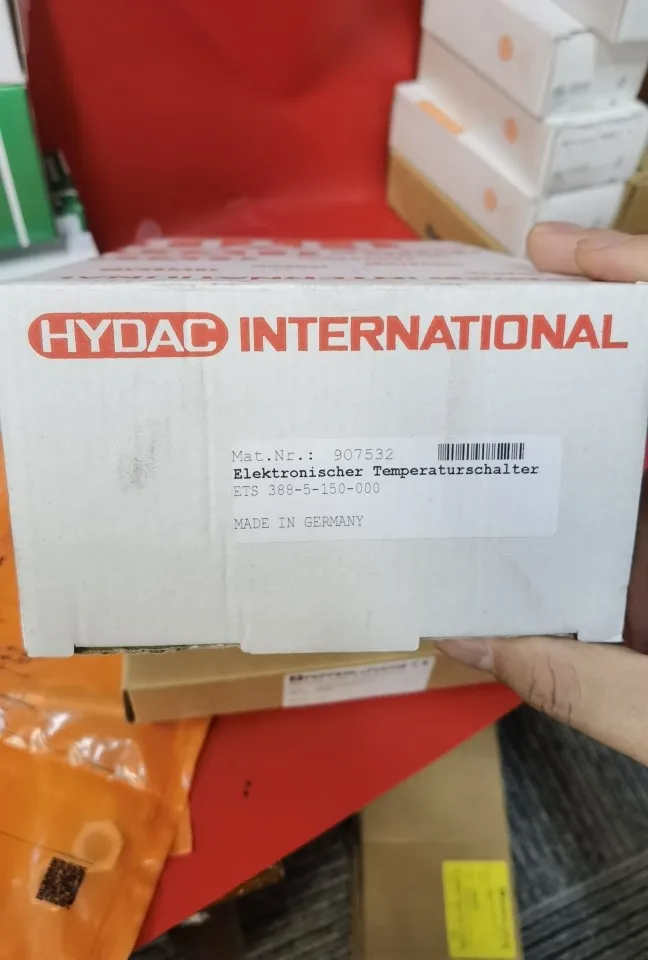 HYDAC INTERNATIONAL
Mat.Nr.: 907532
Elektronischer Temperaturschalter
ETS 388-5-150-000
MADE IN GERMANY